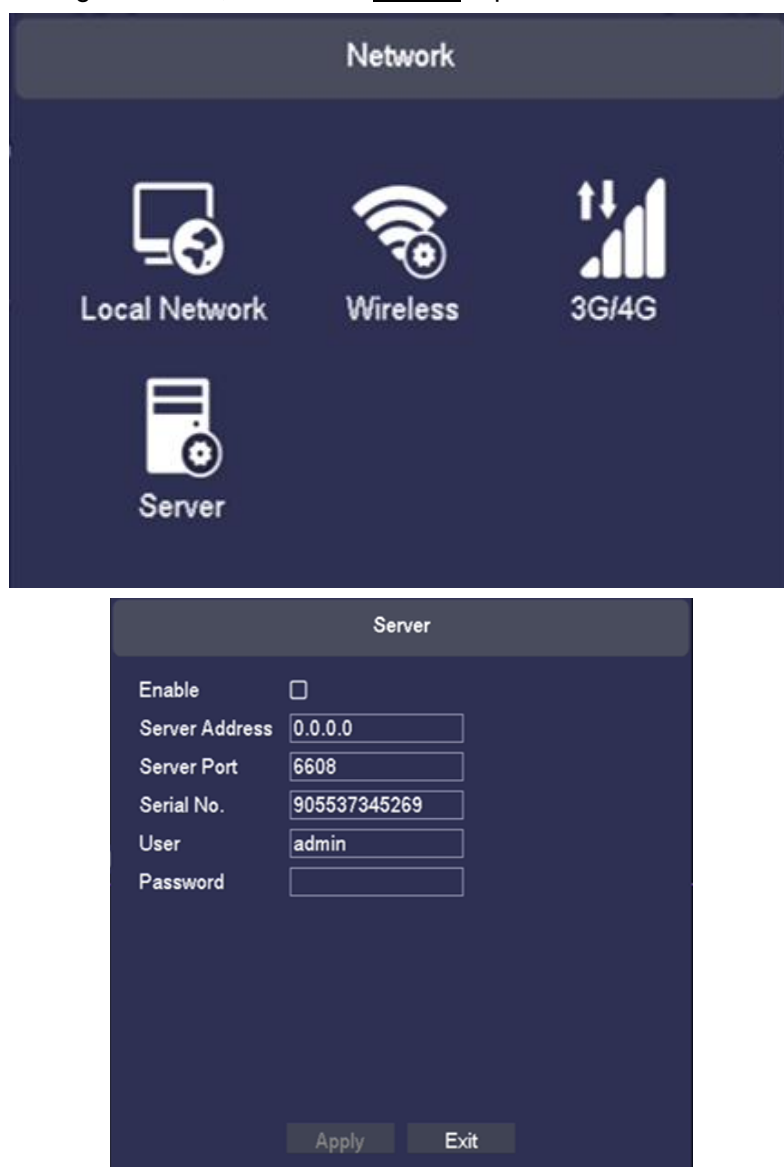 Network
Local Network Wireless 3G/4G
Server
Server
Enable
Server Address 0.0.0.0
Server Port 6608
Serial No. 905537345269
User admin
Password
Apply Exit